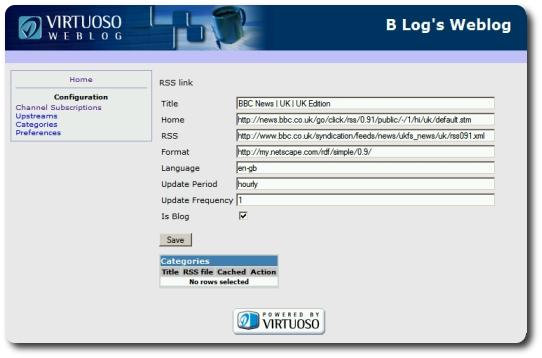 VIRTUOSO
WEBLOG
B Log's Weblog
Home
Configuration
Channel Subscriptions
Upstreams
Categories
Preferences
RSS link
Title BBC News | UK | UK Edition
Home http://news.bbc.co.uk/go/click/rss/0.91/public/-/1/hi/uk/default.stm
RSS http://www.bbc.co.uk/syndication/feeds/news/ukfs_news/uk/rss091.xml
Format http://my.netscape.com/rdf/simple/0.9/
Language en-gb
Update Period hourly
Update Frequency 1
Is Blog
Save
Categories
Title RSS file Cached Action
No rows selected
POWERED BY
VIRTUOSO